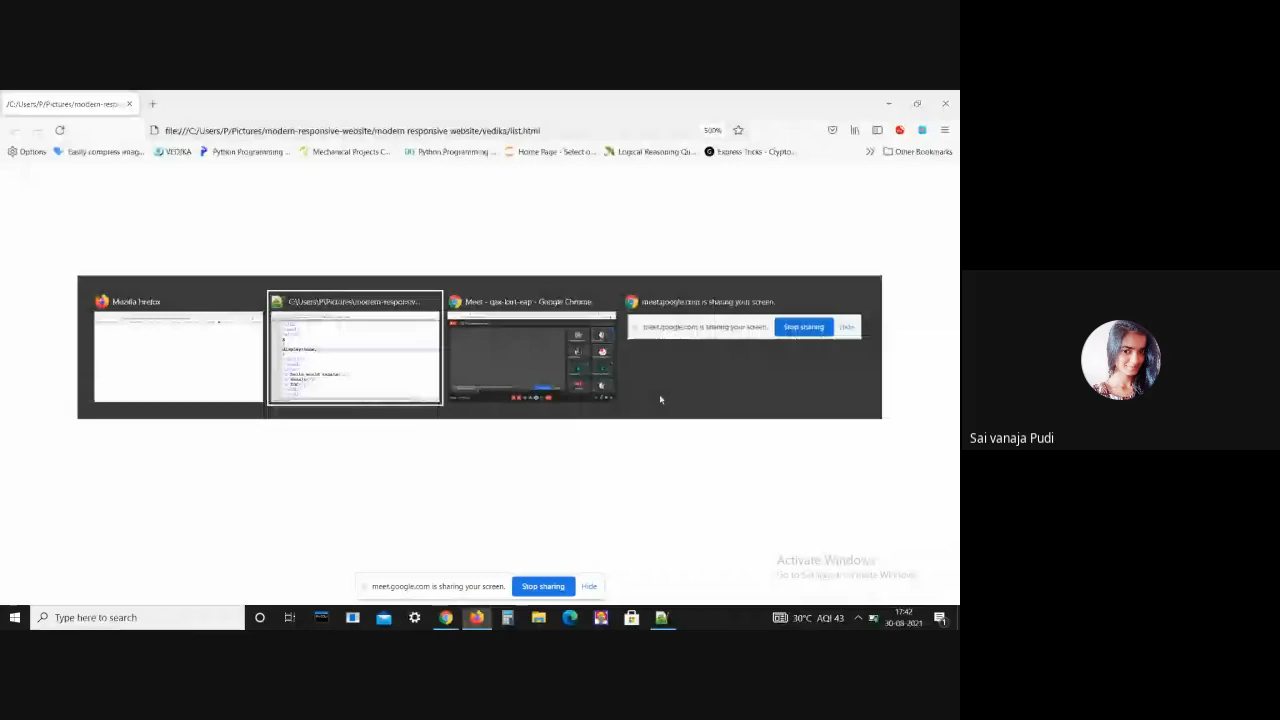 /C:/Users/P/Pictures/modern-resp
file:///C:/Users/P/Pictures/modern-responsive-website/modern responsive website/vedika/list.html
500%
Options
Easily compress imag...
VEDIKA
Python Programming ...
Mechanical Projects C...
Python Programming ...
Home Page - Select o...
Logical Reasoning Qu...
Express Tricks - Crypto...
Other Bookmarks
Mozilla Firefox
C:\Users\P\Pictures\modern-responsiv...
Google Chrome
meet.google.com is sharing your screen.
meet.google.com is sharing your screen.
Stop sharing
Hide
Sai vanaja Pudi
Activate Windows
meet.google.com is sharing your screen.
Stop sharing
Hide
Type here to search
30°C AQI 43
17:42
30-08-2021